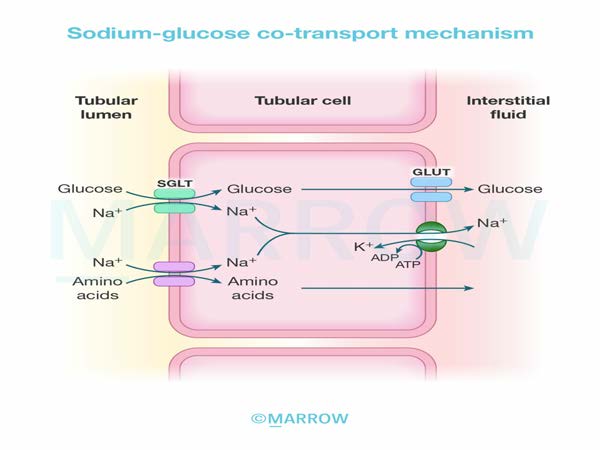 Sodium-glucose co-transport mechanism
Tubular
lumen
Tubular cell
Interstitial
fluid
SGLT
GLUT
Glucose
Glucose
Glucose
Na⁺
Na⁺
Na⁺
K⁺
ADP
ATP
Na⁺
Na⁺
Amino
acids
Amino
acids
MARROW
©MARROW